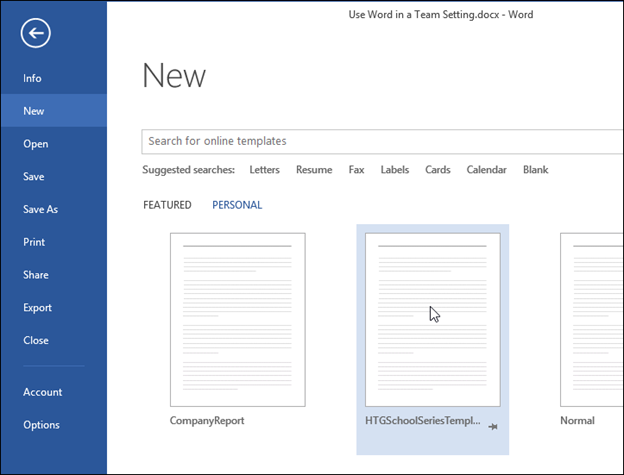 Use Word in a Team Setting.docx - Word
Info
New
Open
Save
Save As
Print
Share
Export
Close
Account
Options
New
Search for online templates
Suggested searches: Letters Resume Fax Labels Cards Calendar Blank
FEATURED PERSONAL
CompanyReport HTGSchoolSeriesTempl... Normal